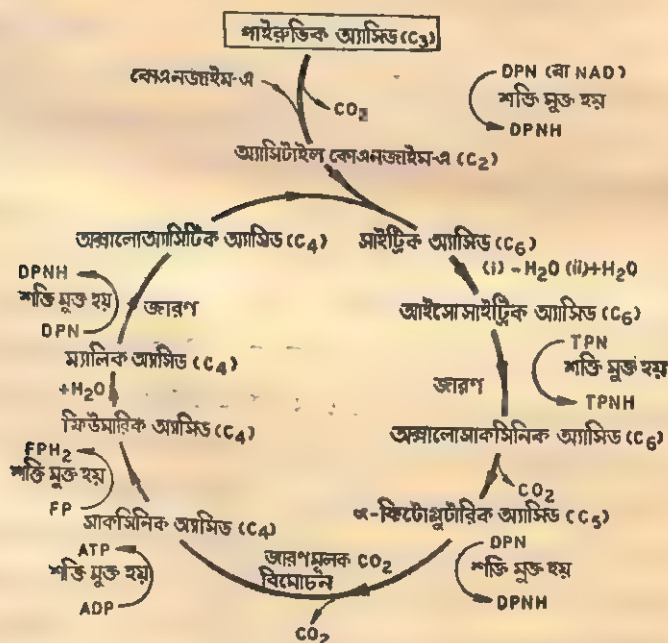 পাইরুভিক অ্যাসিড (C3)
কোএনজাইম-এ
CO2
DPN (বা NAD)
শক্তি মুক্ত হয়
DPNH
অ্যাসিটাইল কোএনজাইম-এ (C2)
অক্সালোঅ্যাসিটিক অ্যাসিড (C4)
সাইট্রিক অ্যাসিড (C6)
(i) -H2O (ii)+H2O
আইসোসাইট্রিক অ্যাসিড (C6)
TPN
শক্তি মুক্ত হয়
TPNH
জারণ
অক্সালোসাকসিনিক অ্যাসিড (C6)
CO2
α-কিটোগ্লুটারিক অ্যাসিড (C5)
DPN
শক্তি মুক্ত হয়
DPNH
জারণমূলক CO2
বিমোচন
CO2
সাকসিনিক অ্যাসিড (C4)
ATP
শক্তি মুক্ত হয়
ADP
FPH2
শক্তি মুক্ত হয়
FP
ফিউমারিক অ্যাসিড (C4)
+H2O
ম্যালিক অ্যাসিড (C4)
জারণ
DPNH
শক্তি মুক্ত হয়
DPN